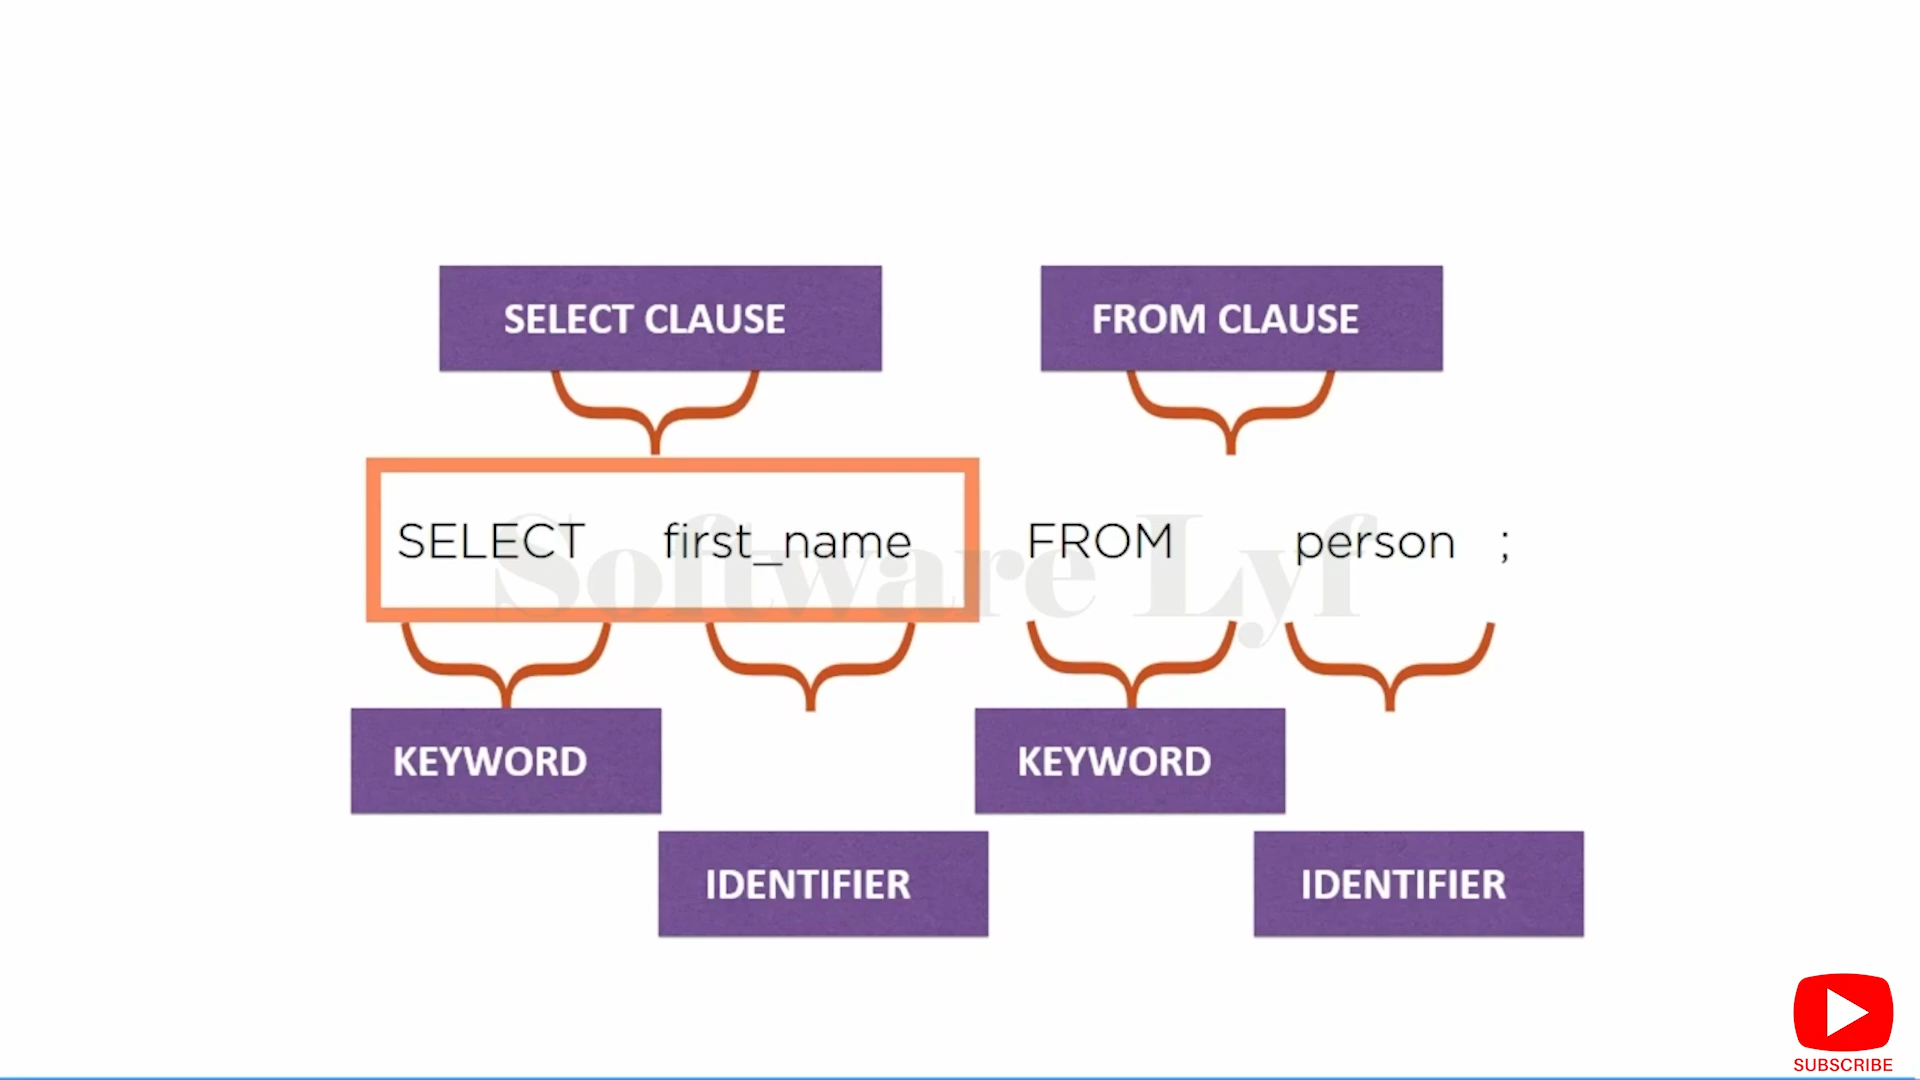 SELECT CLAUSE FROM CLAUSE
SELECT first_name FROM person ;
Software Lyf
KEYWORD KEYWORD
IDENTIFIER IDENTIFIER
SUBSCRIBE